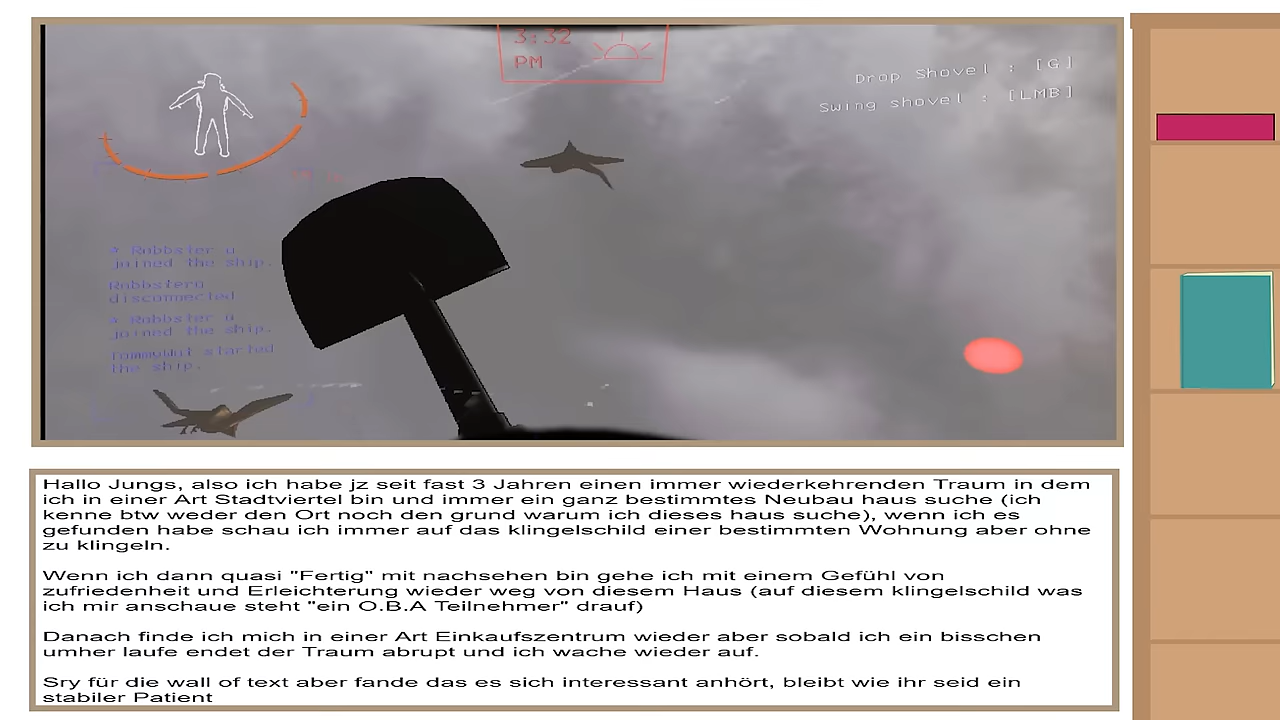 3:32
PM
Drop Shovel : [G]
Swing shovel : [LMB]
joined the ship.
disconnected
joined the ship.
started
the ship.
Hallo Jungs, also ich habe jz seit fast 3 Jahren einen immer wiederkehrenden Traum in dem
ich in einer Art Stadtviertel bin und immer ein ganz bestimmtes Neubau haus suche (ich
kenne btw weder den Ort noch den grund warum ich dieses haus suche), wenn ich es
gefunden habe schau ich immer auf das klingelschild einer bestimmten Wohnung aber ohne
zu klingeln.
Wenn ich dann quasi "Fertig" mit nachsehen bin gehe ich mit einem Gefühl von
zufriedenheit und Erleichterung wieder weg von diesem Haus (auf diesem klingelschild was
ich mir anschaue steht "ein O.B.A Teilnehmer" drauf)
Danach finde ich mich in einer Art Einkaufszentrum wieder aber sobald ich ein bisschen
umher laufe endet der Traum abrupt und ich wache wieder auf.
Sry für die wall of text aber fande das es sich interessant anhört, bleibt wie ihr seid ein
stabiler Patient